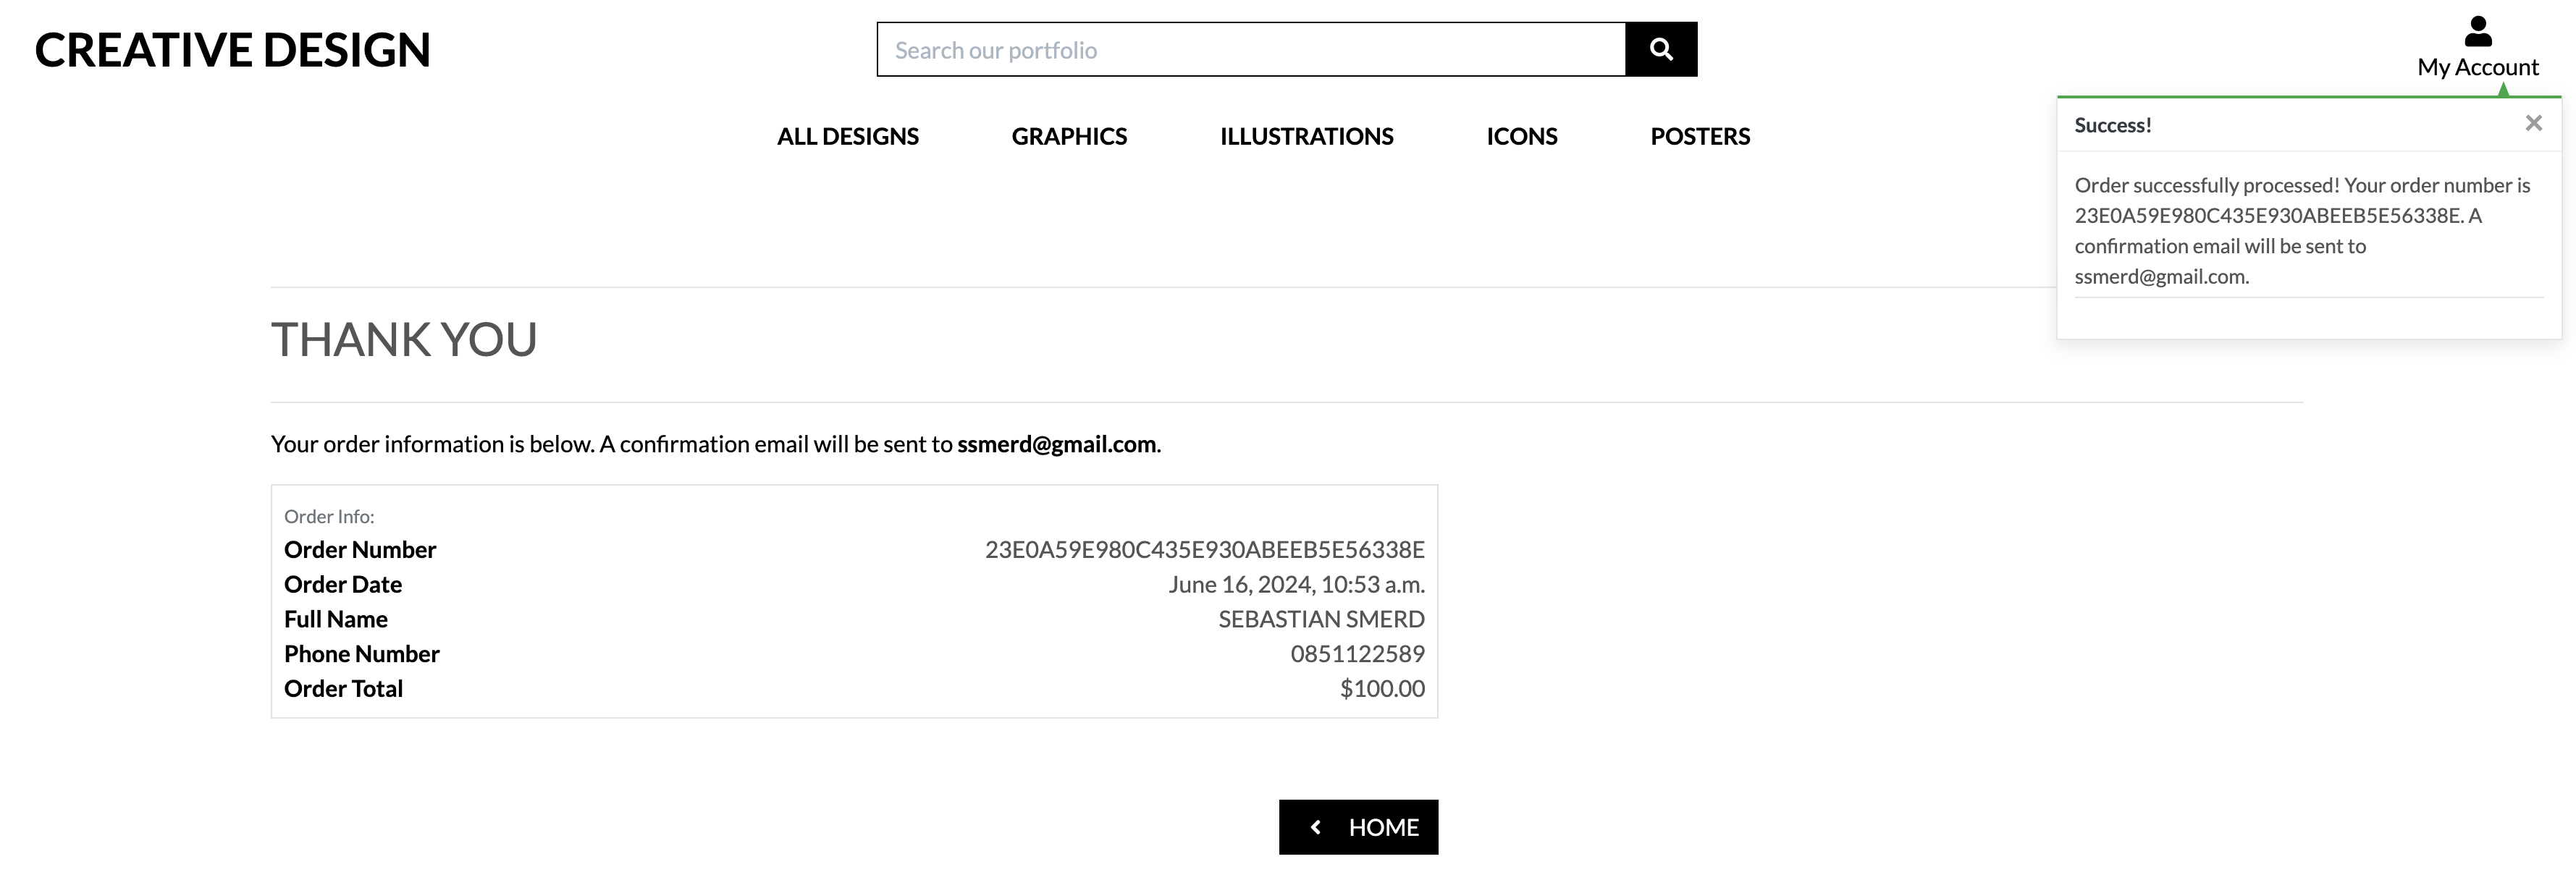 CREATIVE DESIGN
Search our portfolio
My Account
ALL DESIGNS GRAPHICS ILLUSTRATIONS ICONS POSTERS
Success!
Order successfully processed! Your order number is
23E0A59E980C435E930ABEEB5E56338E. A
confirmation email will be sent to
ssmerd@gmail.com.
THANK YOU
Your order information is below. A confirmation email will be sent to ssmerd@gmail.com.
Order Info:
Order Number 23E0A59E980C435E930ABEEB5E56338E
Order Date June 16, 2024, 10:53 a.m.
Full Name SEBASTIAN SMERD
Phone Number 0851122589
Order Total $100.00
HOME